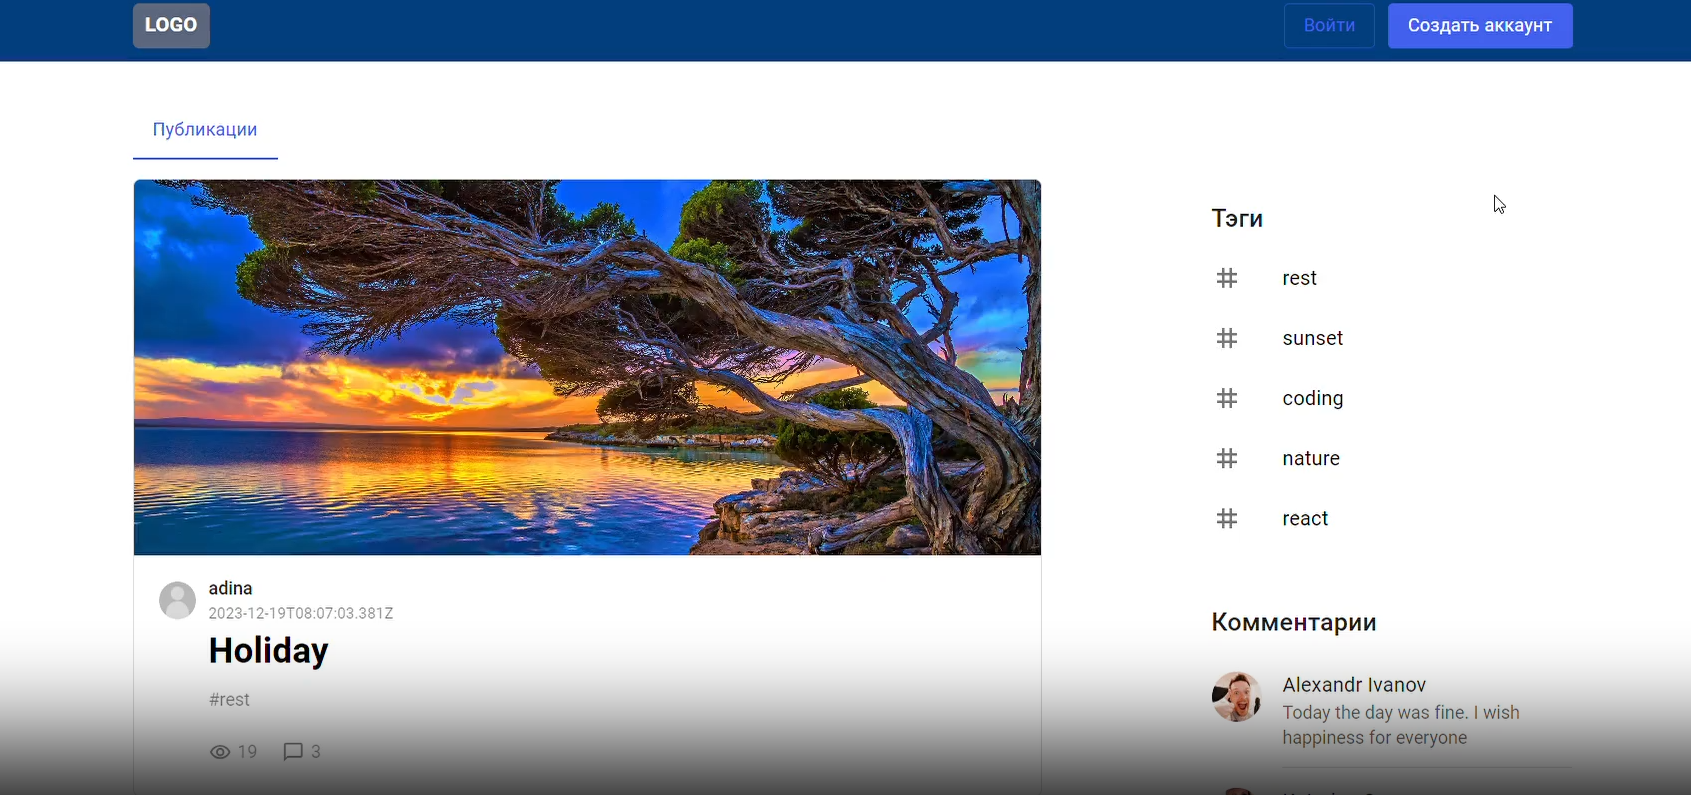 LOGO
Войти
Создать аккаунт
Публикации
adina
2023-12-19T08:07:03.381Z
Holiday
#rest
19
3
Тэги
# rest
# sunset
# coding
# nature
# react
Комментарии
Alexandr Ivanov
Today the day was fine. I wish
happiness for everyone